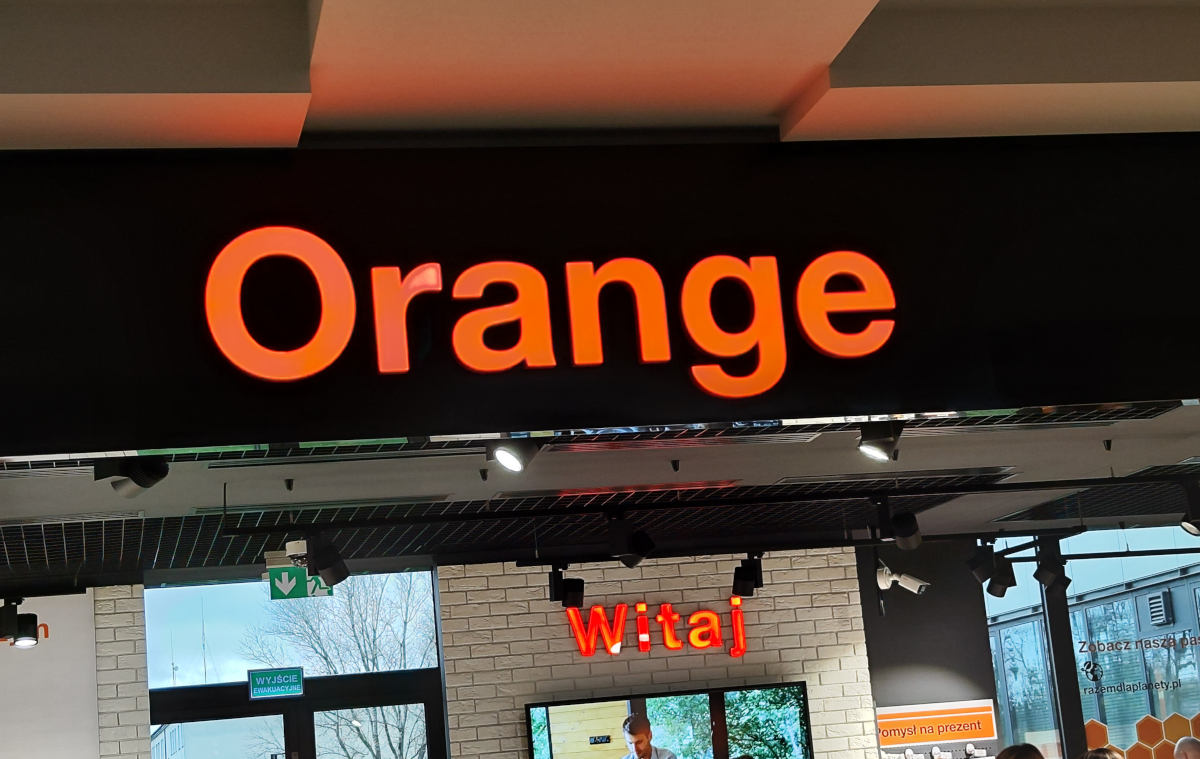 Orange
Witaj
WYJŚCIE
EWAKUACYJNE
Zobacz naszą
razemdlaplanety.pl
Pomysł na prezent